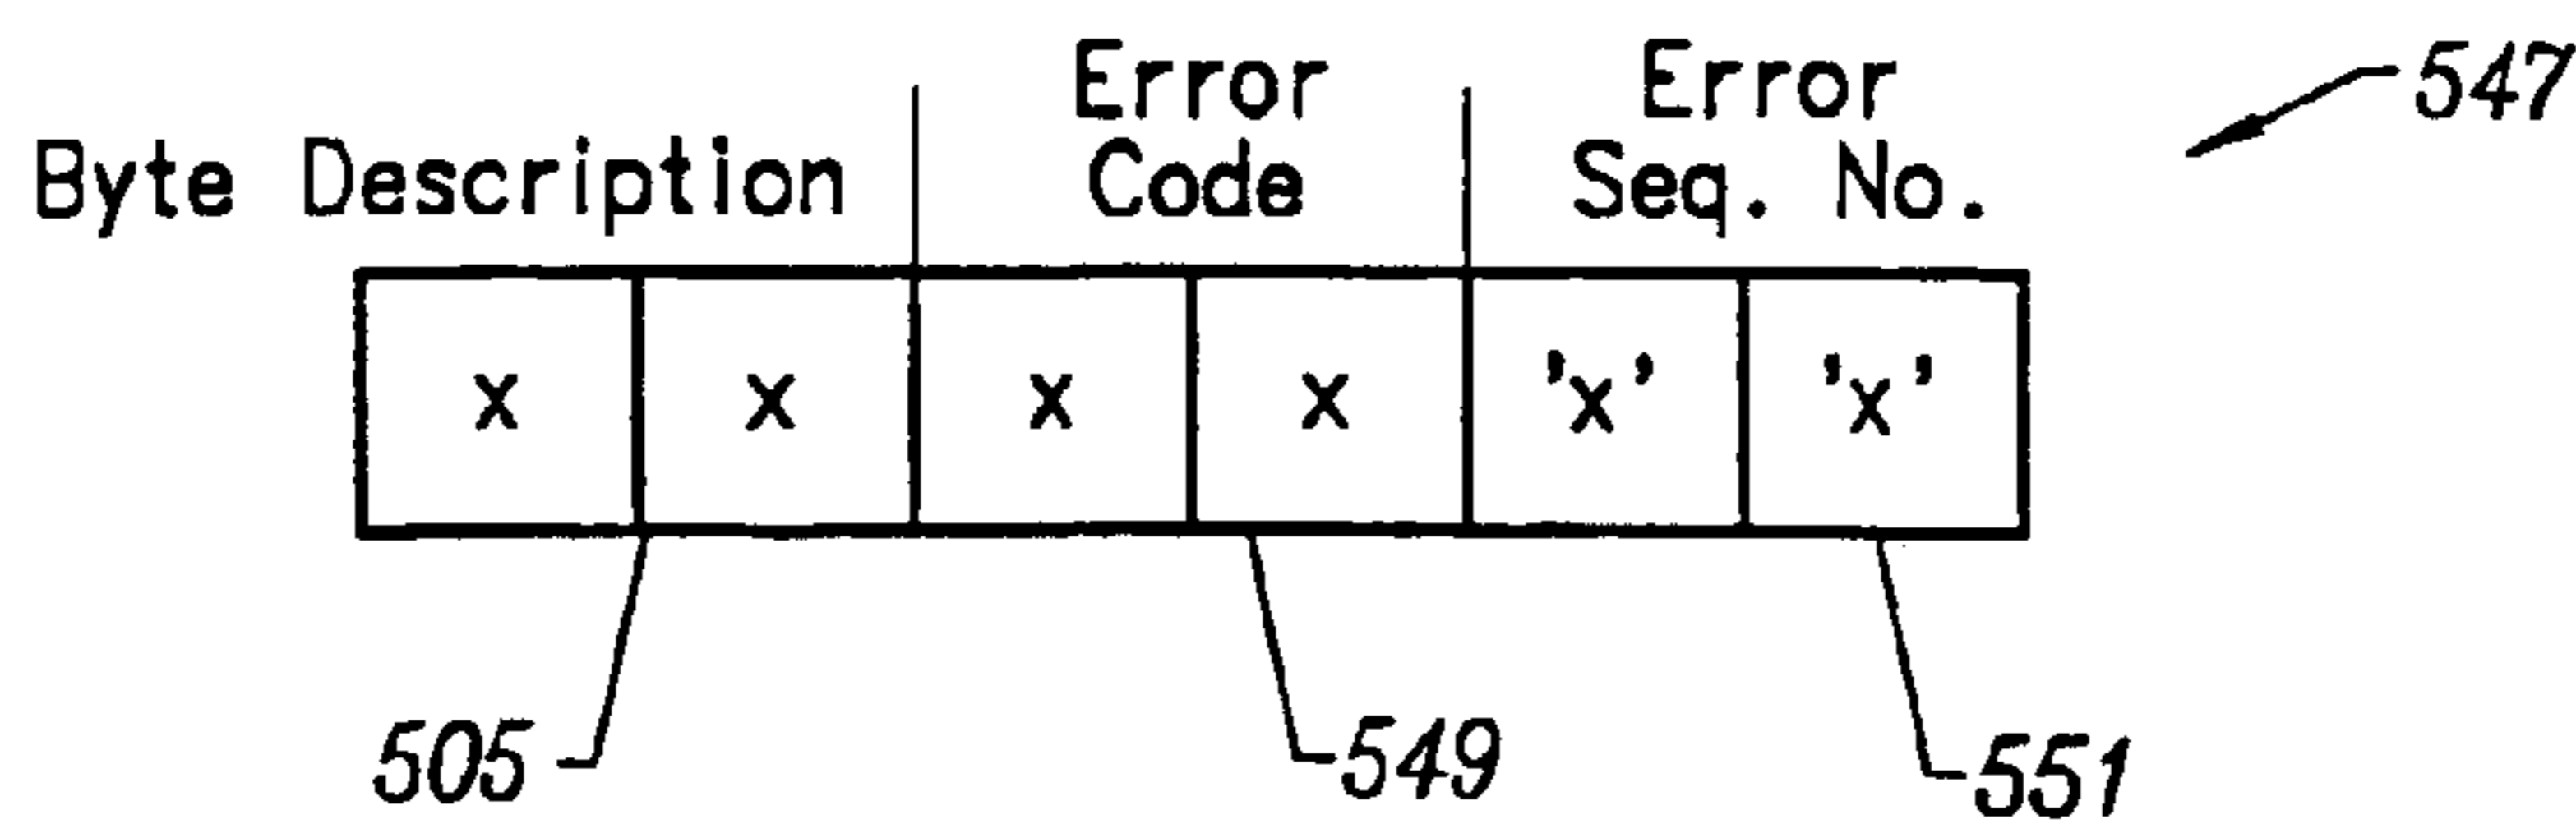 Error Error 547
Byte Description Code Seq. No.
x x x x 'x' 'x'
505 549 551